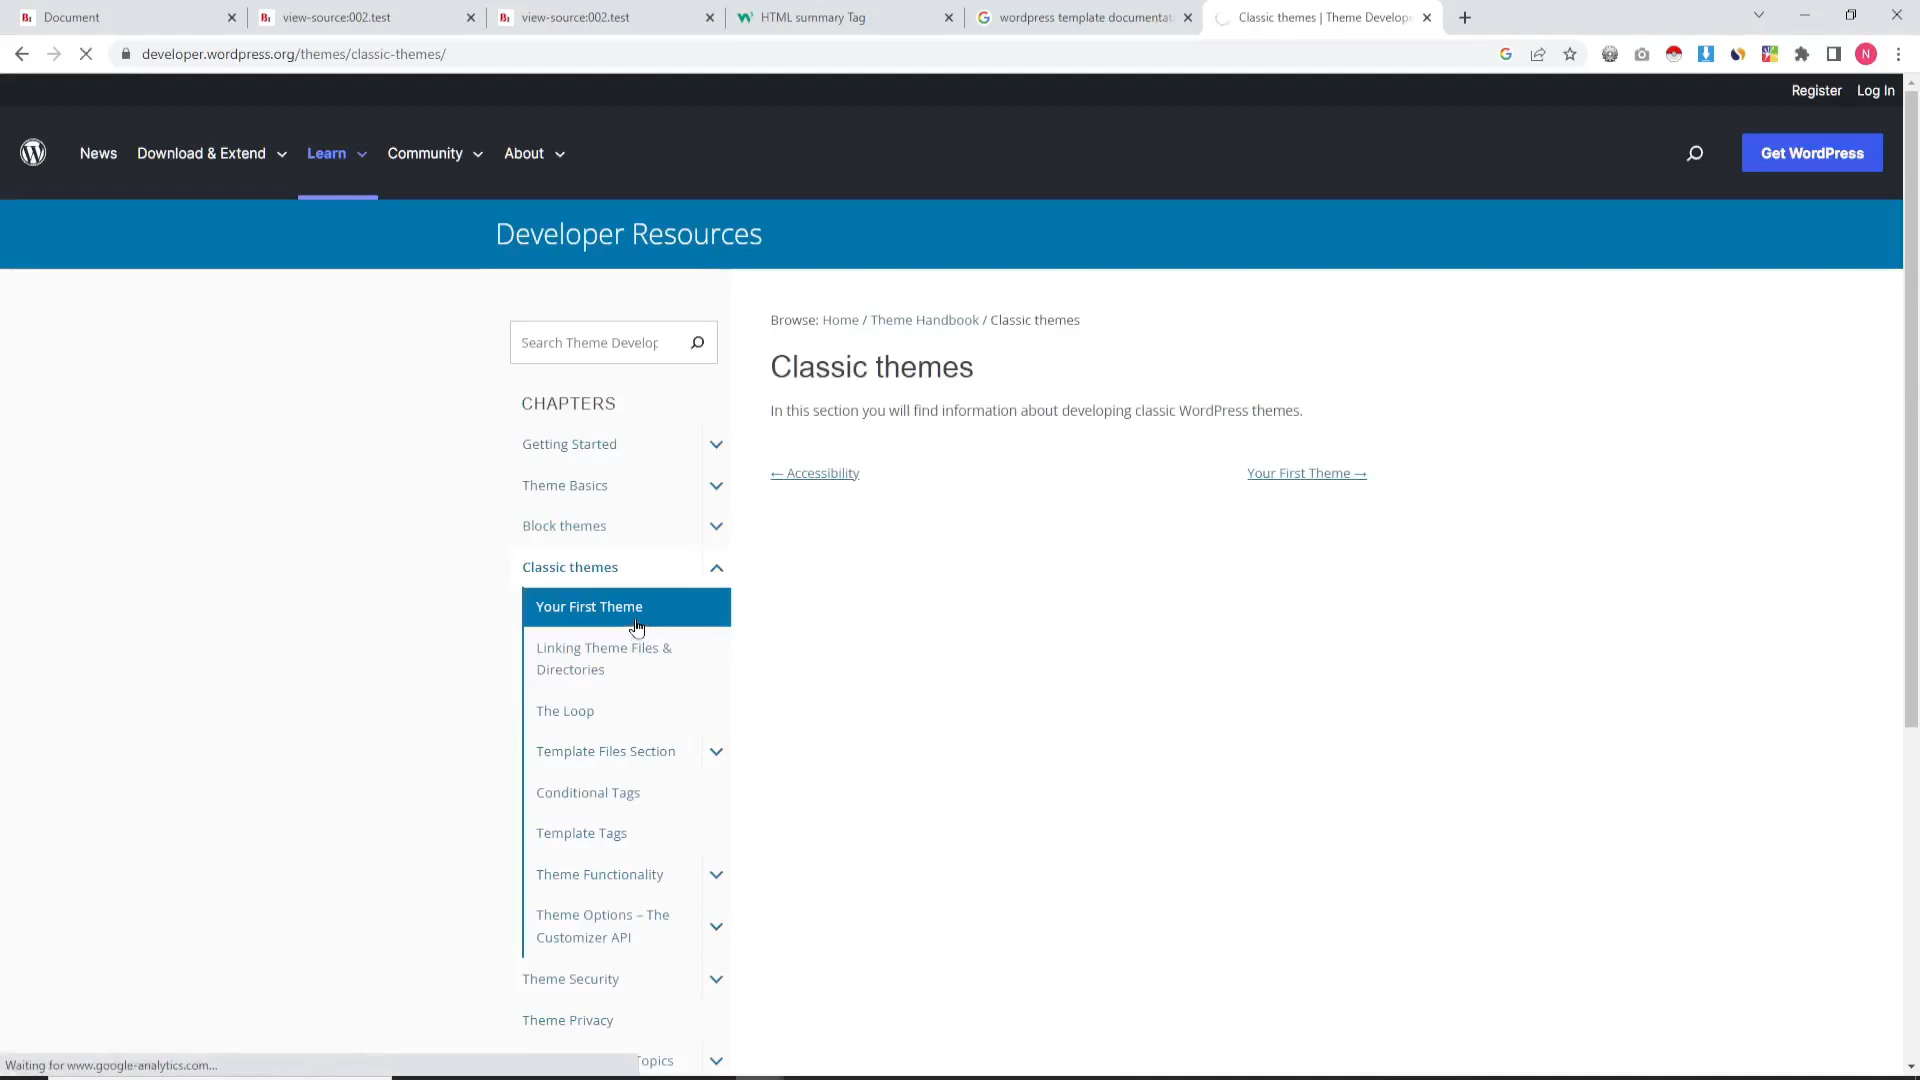 Document
view-source:002.test
view-source:002.test
HTML summary Tag
wordpress template documentat
Classic themes | Theme Develop
developer.wordpress.org/themes/classic-themes/
N
Register Log In
News Download & Extend Learn Community About
Get WordPress
Developer Resources
Search Theme Develop
Browse: Home / Theme Handbook / Classic themes
Classic themes
In this section you will find information about developing classic WordPress themes.
← Accessibility
Your First Theme →
CHAPTERS
Getting Started
Theme Basics
Block themes
Classic themes
Your First Theme
Linking Theme Files &
Directories
The Loop
Template Files Section
Conditional Tags
Template Tags
Theme Functionality
Theme Options – The
Customizer API
Theme Security
Theme Privacy
Topics
Waiting for www.google-analytics.com...